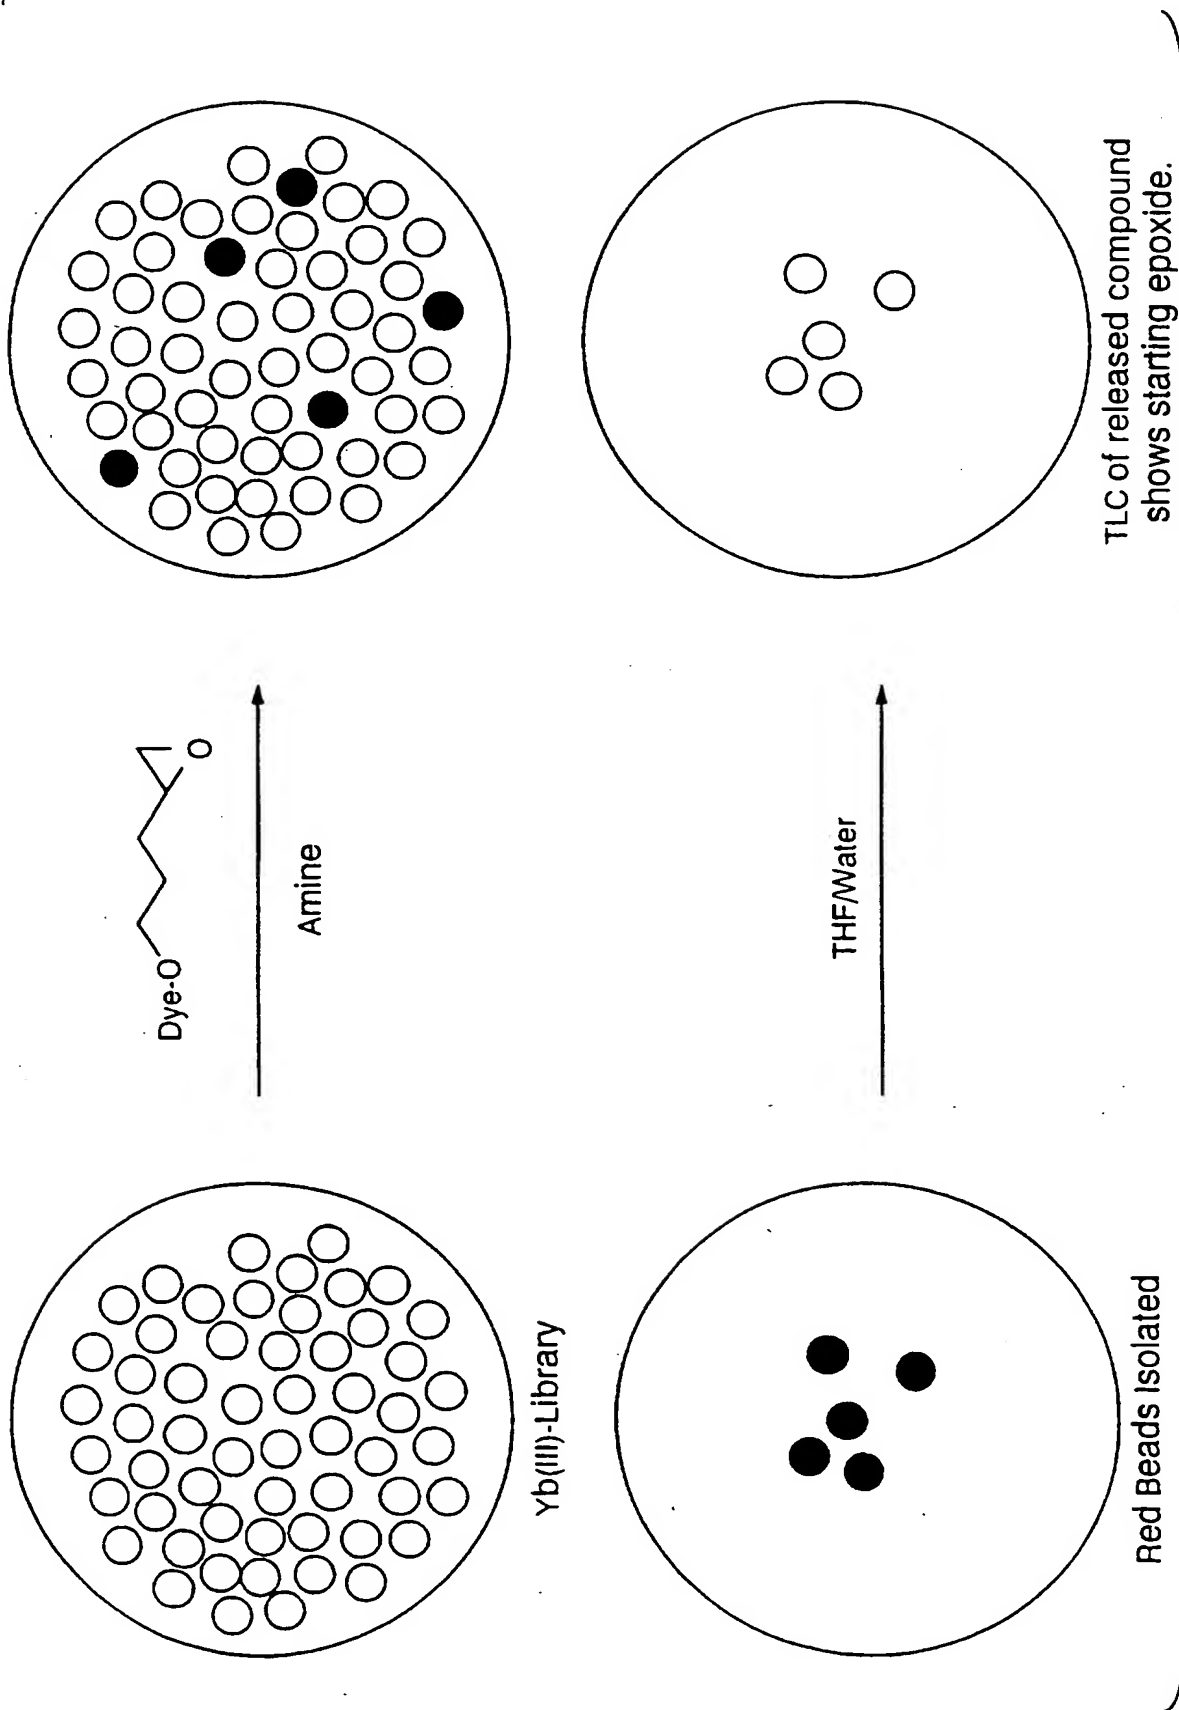 Dye-O
O
Amine
Yb(III)-Library
THF/Water
Red Beads Isolated
TLC of released compound
shows starting epoxide.